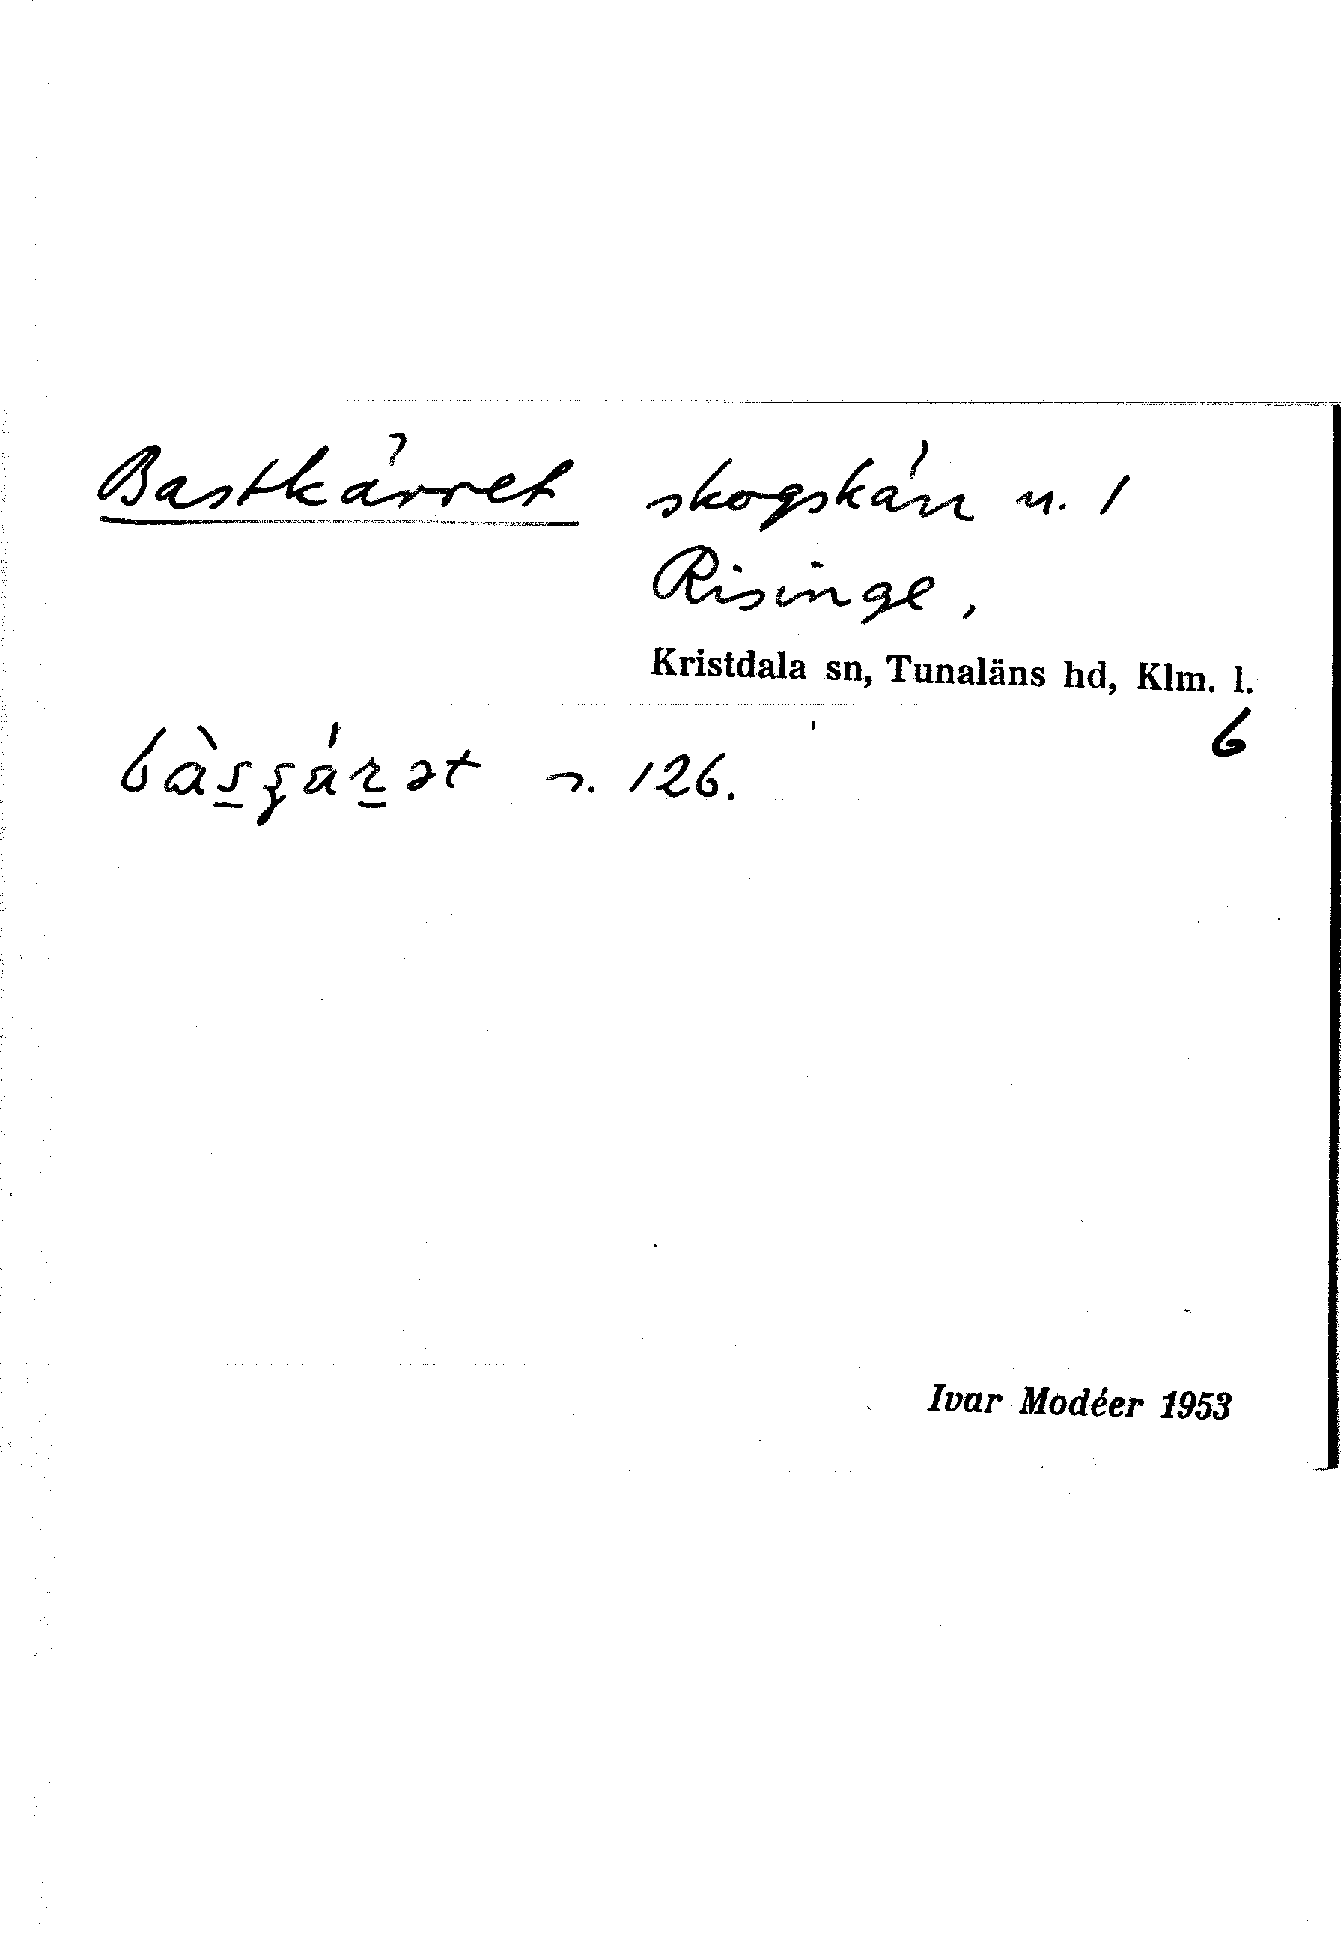 Bastkärret skogskärr n. 1
Risinge,
Kristdala sn, Tunaläns hd, Klm. l.
6
n. 126.
Ivar Modéer 1953